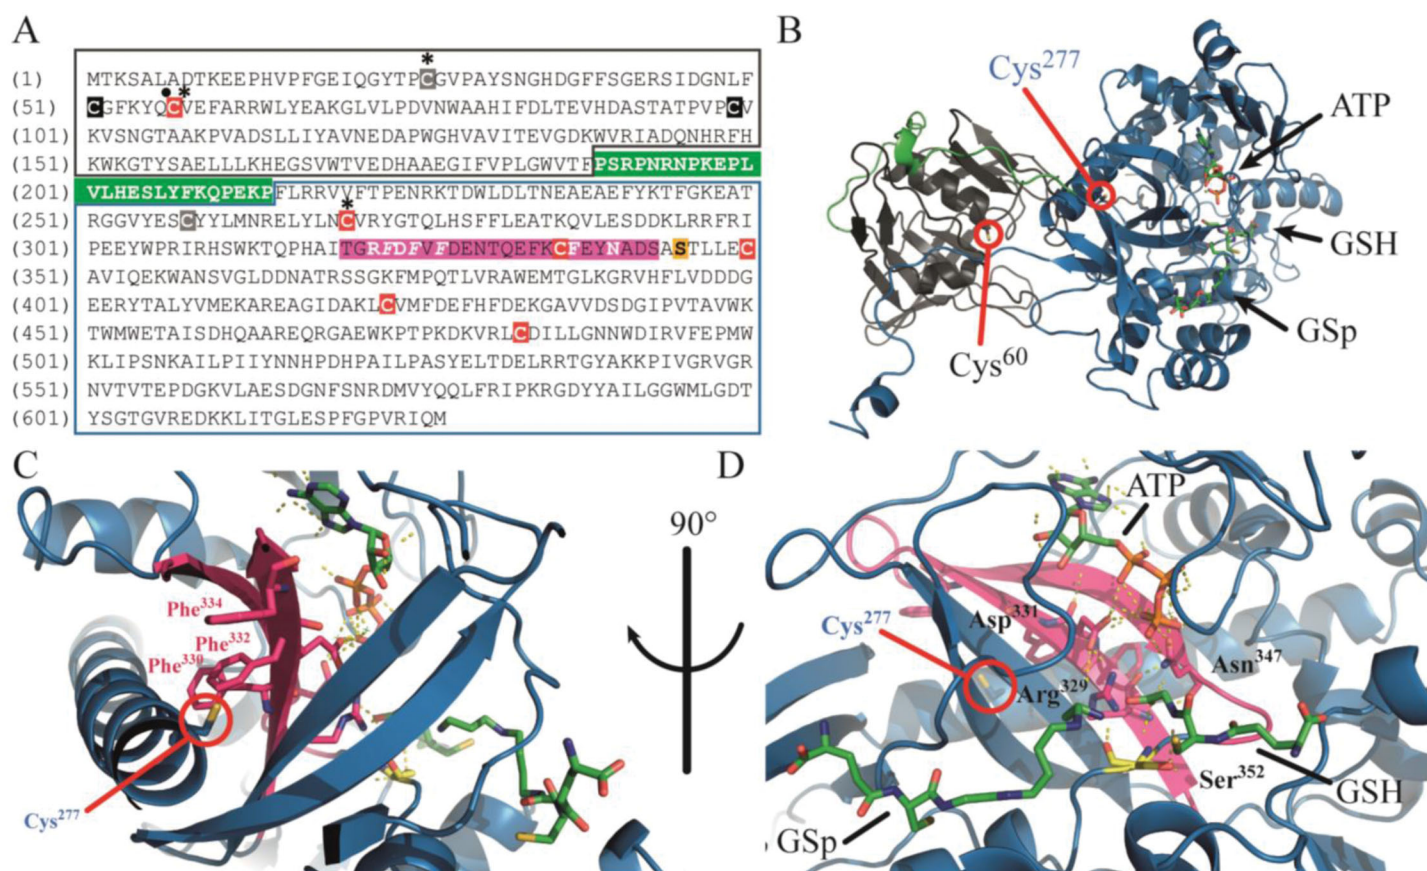 A
B
(1) MTKSALADTKEEPHVPFGEIQGYTPCGVPAYSNGHDGFFSGERSIDGNLF
(51) CGFKYQCVEFARRWLYEAKGLVLPDVNWAAHIFDLTEVHDASTATPVPCV
(101) KVSNGTAAKPVADSLLIYAVNEDAPWGHVAVITEVGDKWVRIADQNHRFH
(151) KWKGTYSAELLLKHEGSVWTVEDHAAEGIFVPLGWVTFPSRPNRNPKEPL
(201) VLHESLYFKQPEKPFLRRVVFTPENRKTDWLDLTNEAEAEFYKTFGKEAT
(251) RGGVYESCYYLMNRELYLNCVRYGTQLHSFFLEATKQVLESDDKLRRFRI
(301) PEEYWPRIRHSWKTQPHAITGRFDFVFDENTQEFKCFEYNADSASTLLEC
(351) AVIQEKWANSVGLDDNATRSSGKFMPQTLVRAWEMTGLKGRVHFLVDDDG
(401) EERYTALYVMEKAREAGIDAKLCVMFDEFHFDEKGAVVDSDGIPVTAVWK
(451) TWMWETAISDHQAAREQRGAEWKPTPKDKVRLCDILLGNNWDIRVFEPMW
(501) KLIPSNKAILPIIYNNHPDHPAILPASYELTDELRRTGYAKKPIVGRVGR
(551) NVTVTEPDGKVLAESDGNFSNRDMVYQQLFRIPKRGDYYAILGGWMLGDT
(601) YSGTGVREDKKLITGLESPFGPVRIQM
Cys277
ATP
GSH
GSp
Cys60
C
D
90°
Phe334
Phe332
Phe330
Cys277
ATP
Asp331
Cys277
Asn347
Arg329
Ser352
GSH
GSp